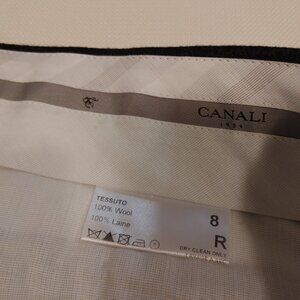 CANALI
1934
TESSUTO
100% Wool
100% Laine
8
R
DRY CLEAN ONLY